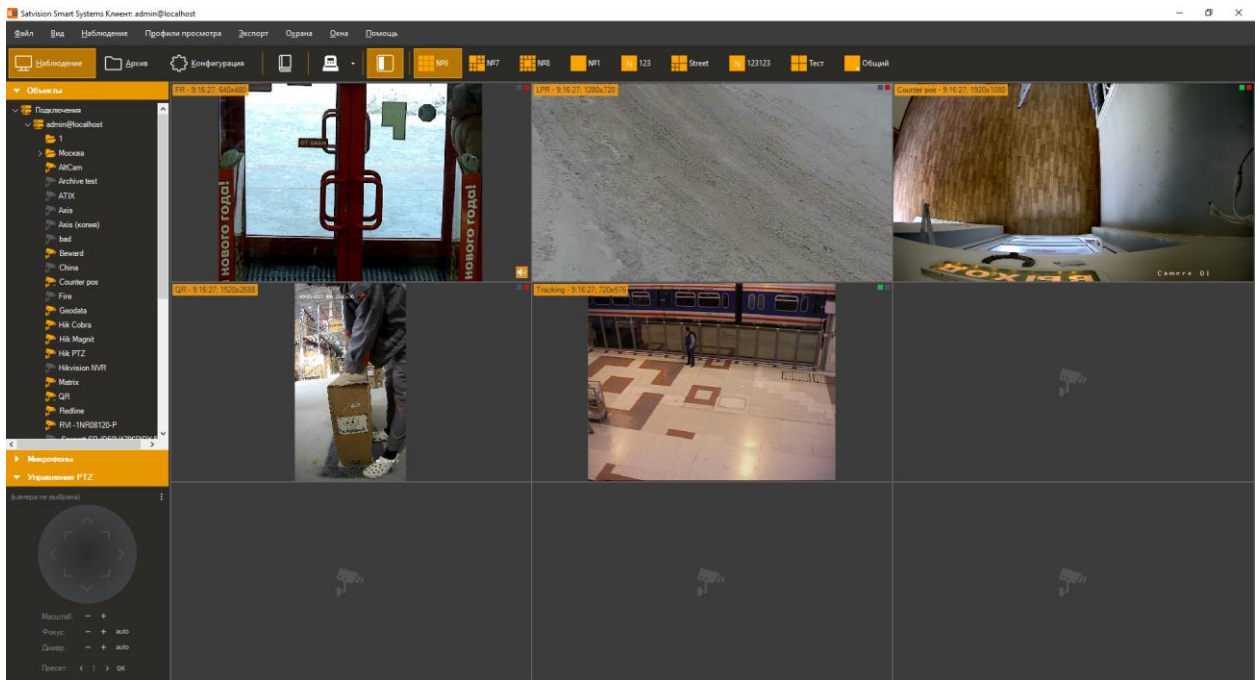 Satvision Smart Systems Клиент: admin@localhost
Файл Вид Наблюдение Профили просмотра Экспорт Охрана Окна Помощь
Наблюдение Архив Конфигурация №6 №7 №8 №1 N 123 Street N 123123 Тест Общий
Объекты
Подключения
admin@localhost
1
Москва
AltCam
Archive test
ATIX
Axis
Axis (копия)
bad
Beward
China
Counter pos
Fire
Geodata
Hik Cobra
Hik Magnit
Hik PTZ
Hikvision NVR
Matrix
QR
Redline
RVI -1NR08120-P
Микрофоны
Управление PTZ
(камера не выбрана)
Масштаб: − +
Фокус: − + auto
Диафр.: − + auto
Пресет: < 1 > ОК
FR - 9:16:27; 640x480
нового года!
нового года!
LPR - 9:16:27; 1280x720
Counter pos - 9:16:27; 1920x1080
ВЫХОД
Camera 01
QR - 9:16:27; 1520x2688
Tracking - 9:16:27; 720x576